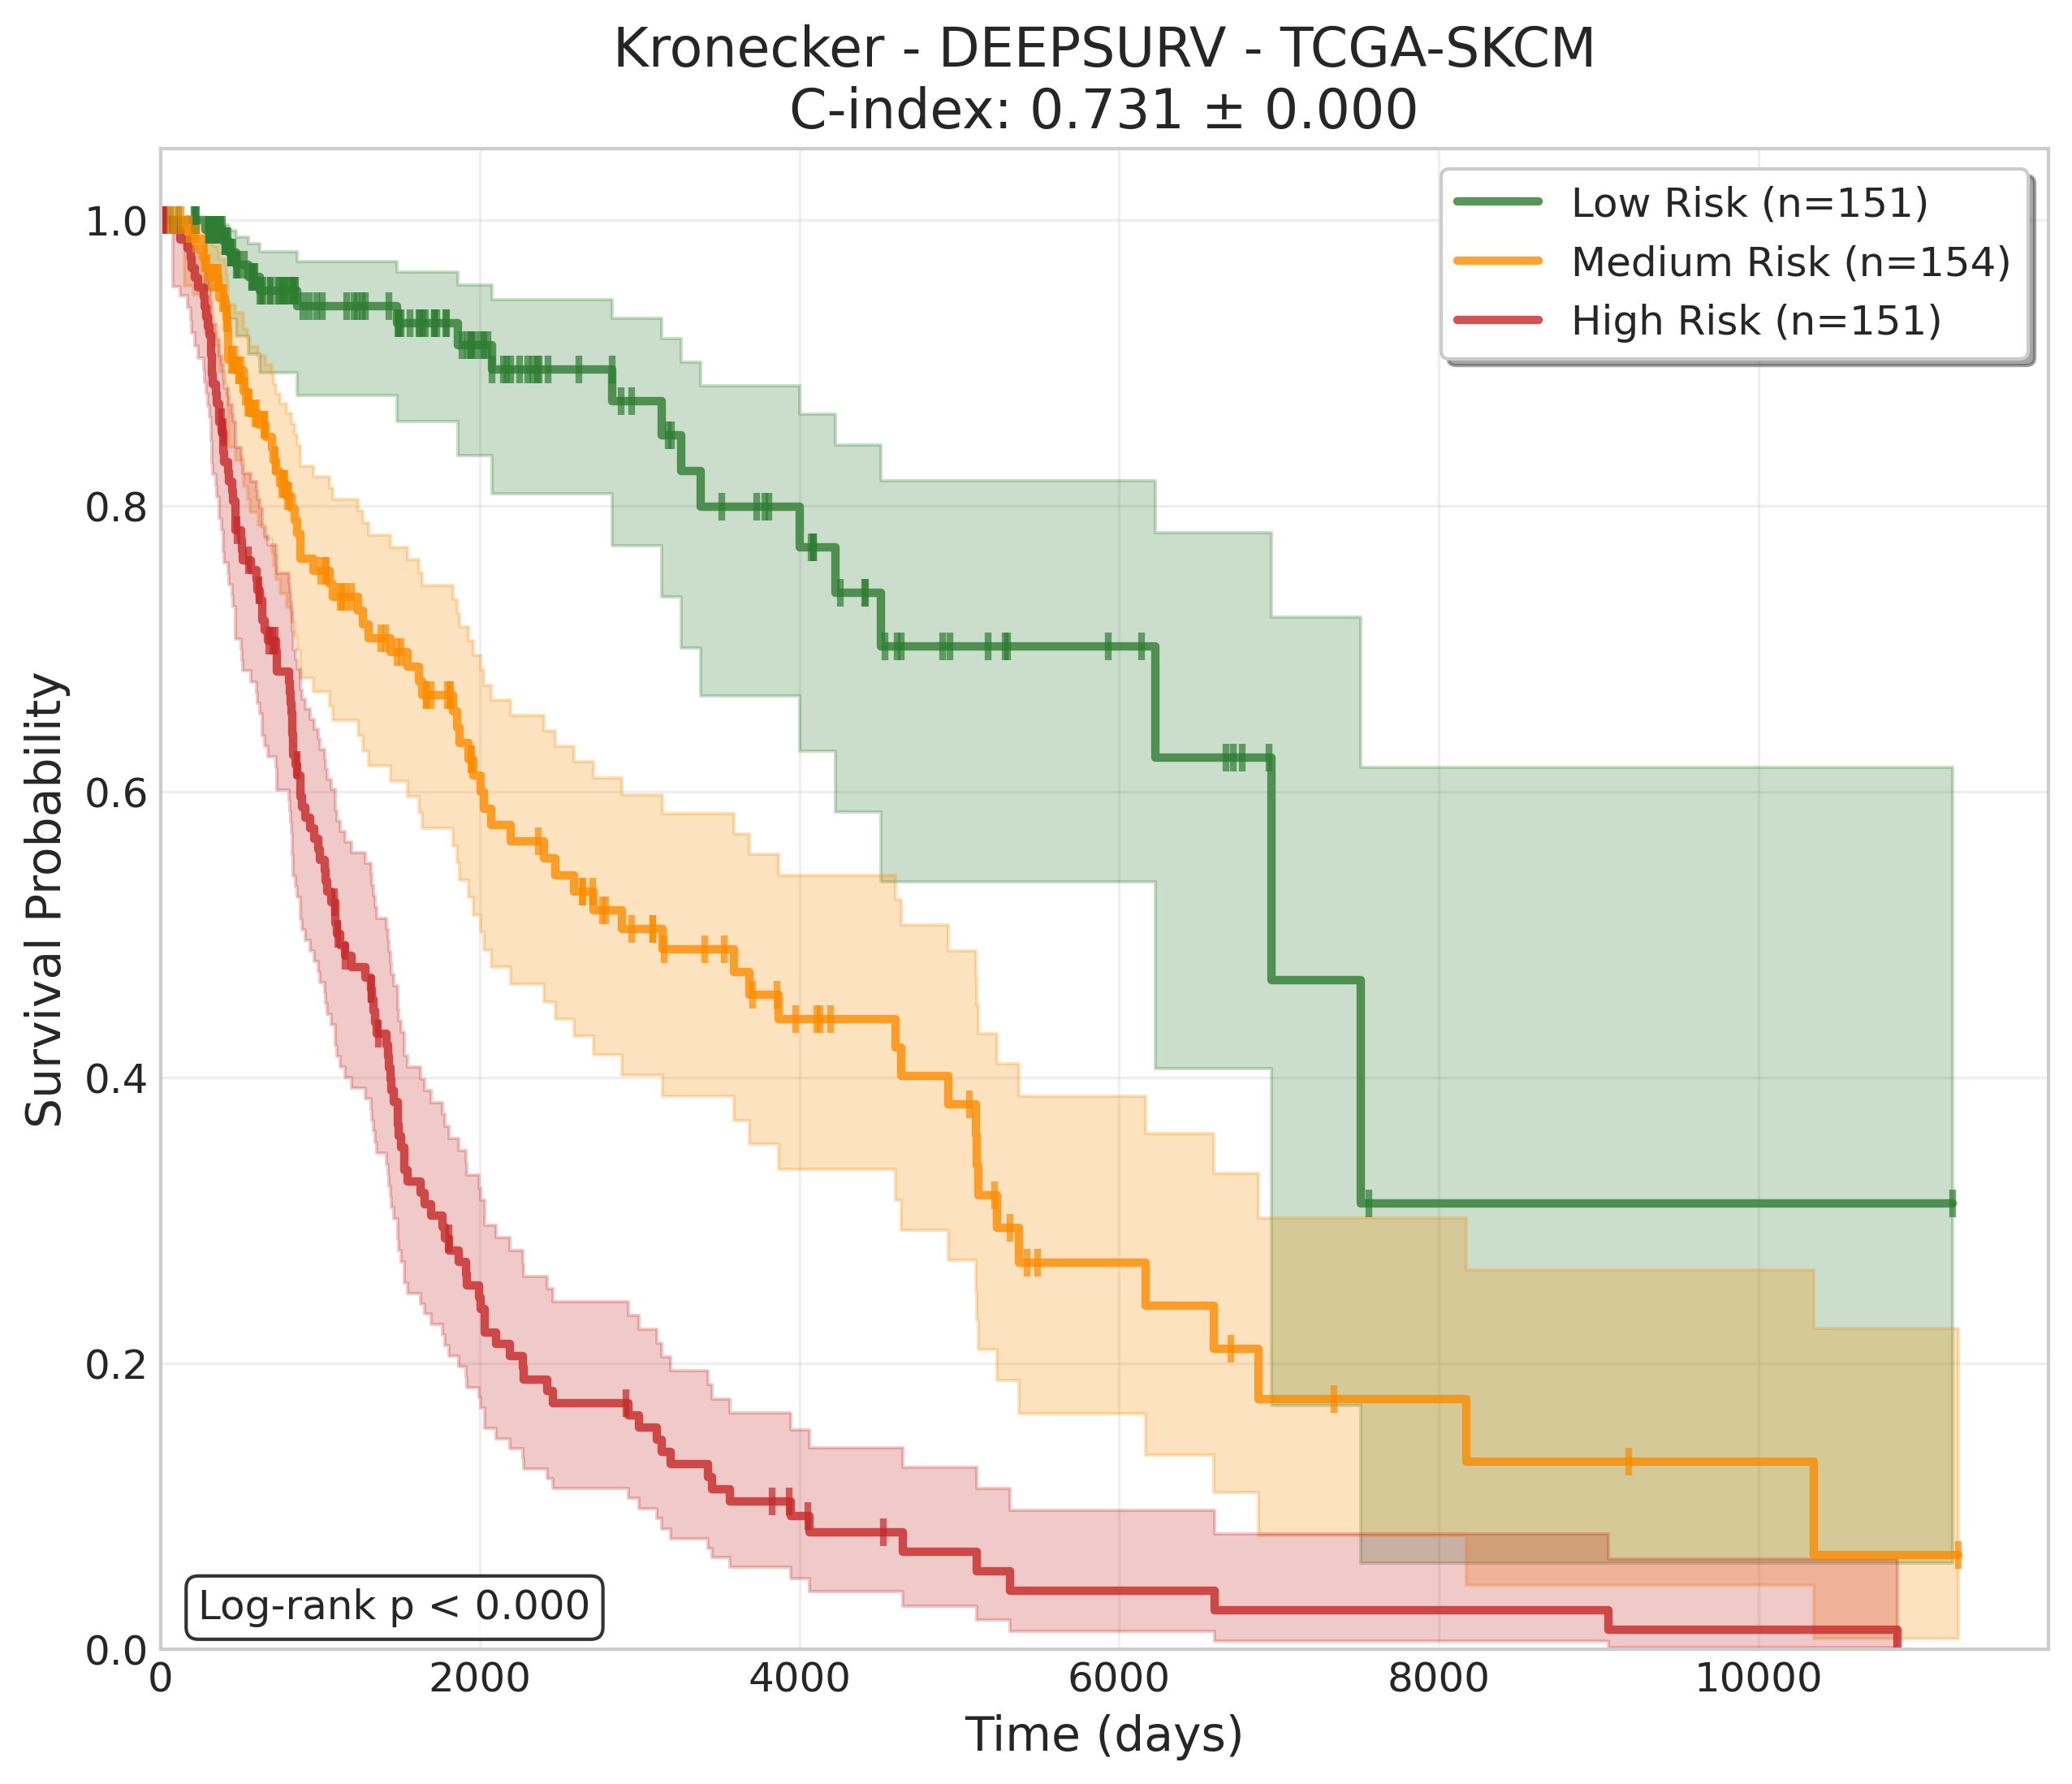 Kronecker - DEEPSURV - TCGA-SKCM
C-index: 0.731 ± 0.000
Low Risk (n=151)
Medium Risk (n=154)
High Risk (n=151)
Survival Probability
1.0
0.8
0.6
0.4
0.2
0.0
Log-rank p < 0.000
0 2000 4000 6000 8000 10000
Time (days)